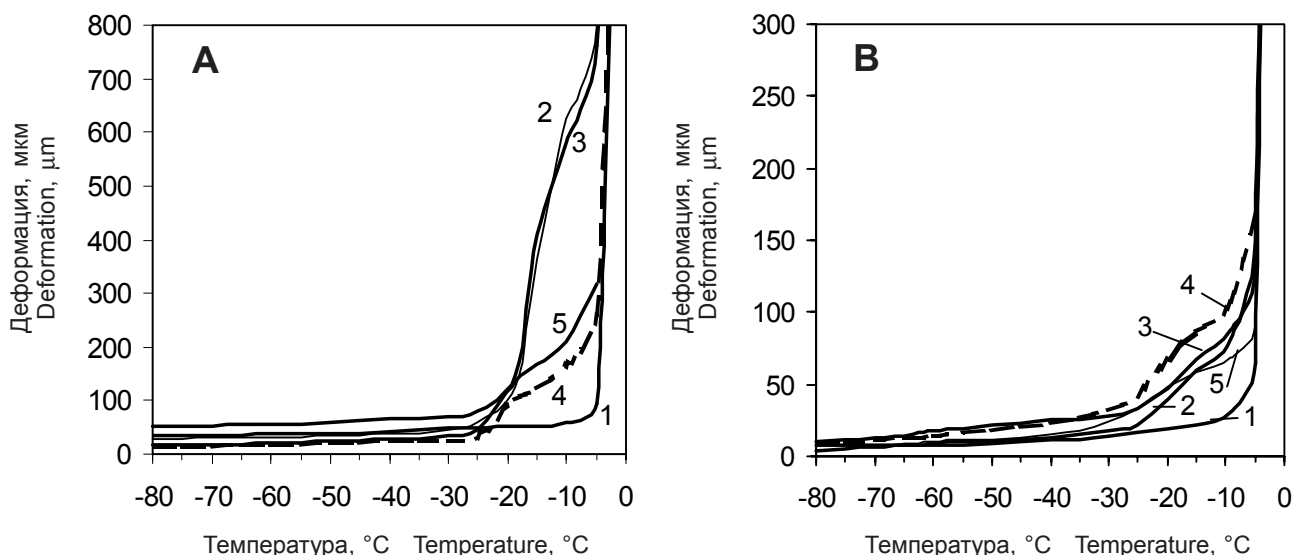 A
Деформация, мкм
Deformation, µm
800
700
600
500
400
300
200
100
0
-80 -70 -60 -50 -40 -30 -20 -10 0
2
3
5
4
1
Температура, °C Temperature, °C
B
Деформация, мкм
Deformation, µm
300
250
200
150
100
50
0
-80 -70 -60 -50 -40 -30 -20 -10 0
4
3
5
2
1
Температура, °C Temperature, °C